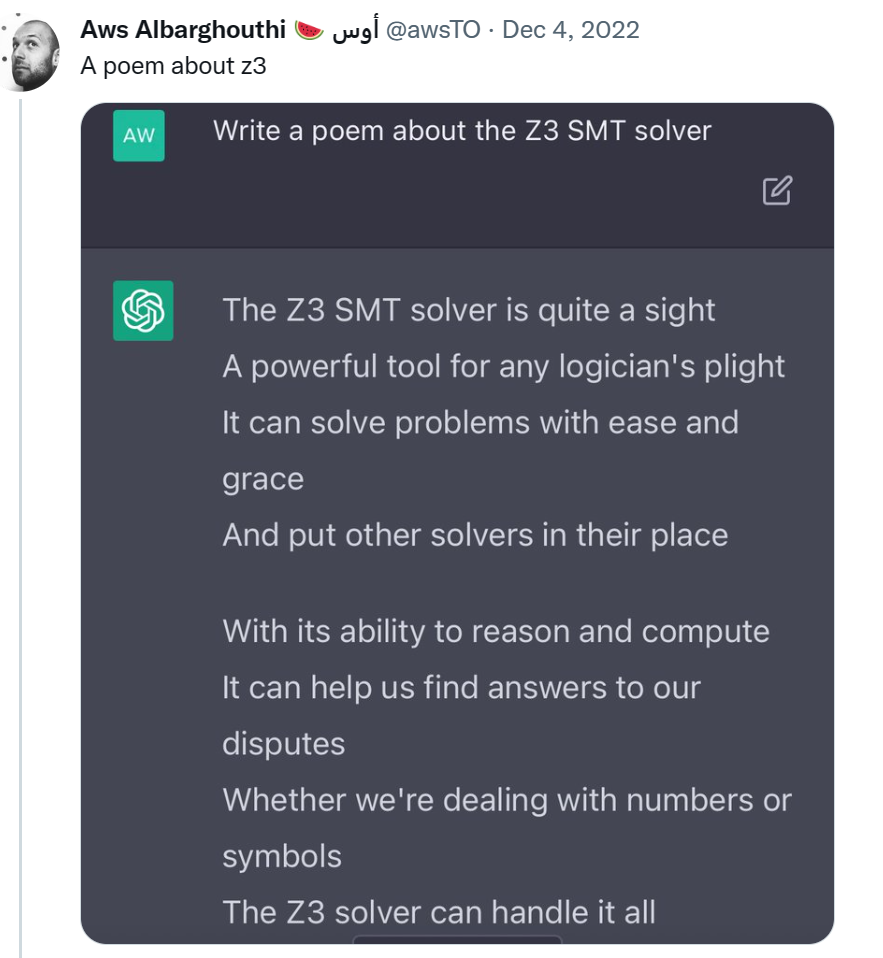 Aws Albarghouthi 🍉 أوس @awsTO · Dec 4, 2022
A poem about z3
AW
Write a poem about the Z3 SMT solver
The Z3 SMT solver is quite a sight
A powerful tool for any logician's plight
It can solve problems with ease and
grace
And put other solvers in their place
With its ability to reason and compute
It can help us find answers to our
disputes
Whether we're dealing with numbers or
symbols
The Z3 solver can handle it all